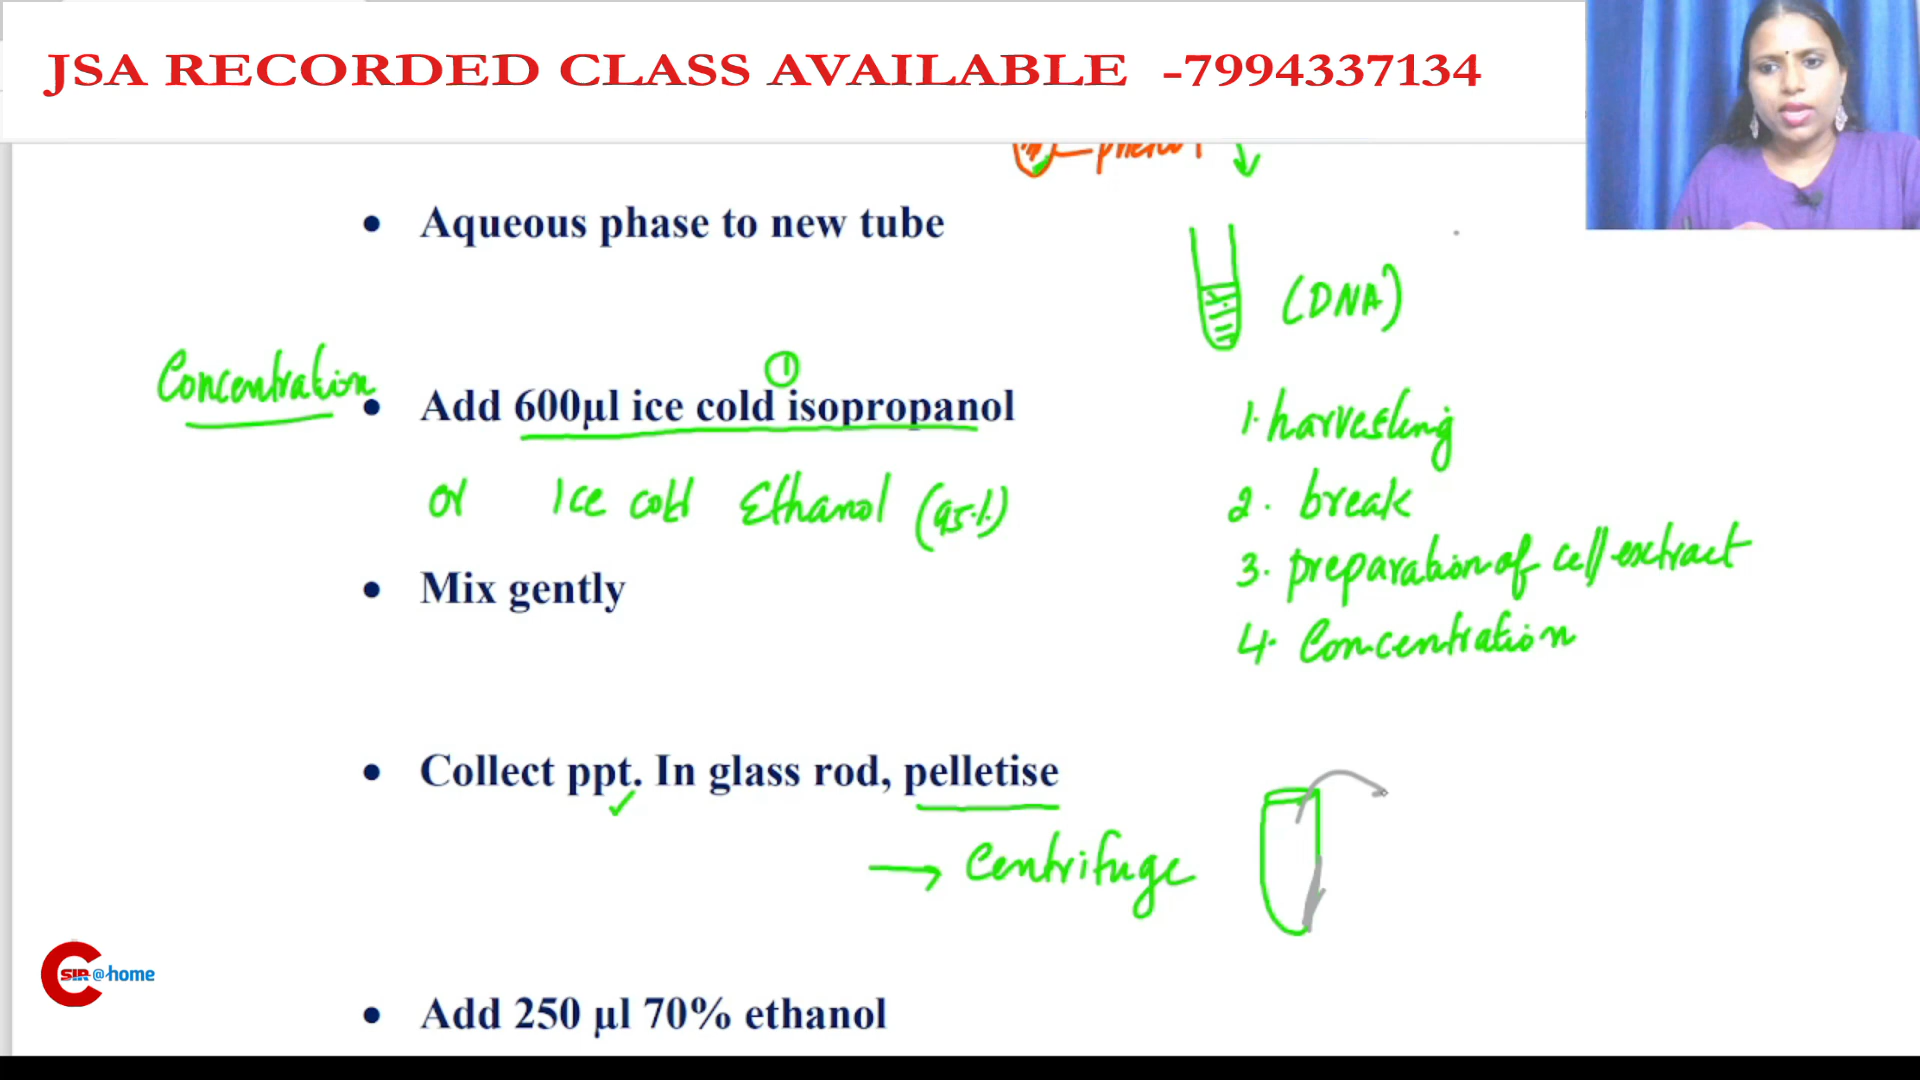 JSA RECORDED CLASS AVAILABLE -7994337134
phenol
• Aqueous phase to new tube
(DNA)
Concentration
1
• Add 600µl ice cold isopropanol
or Ice cold Ethanol (95%)
1. harvesting
2. break
3. preparation of cell extract
4. Concentration
• Mix gently
• Collect ppt. In glass rod, pelletise
→ Centrifuge
CSIR@home
• Add 250 µl 70% ethanol